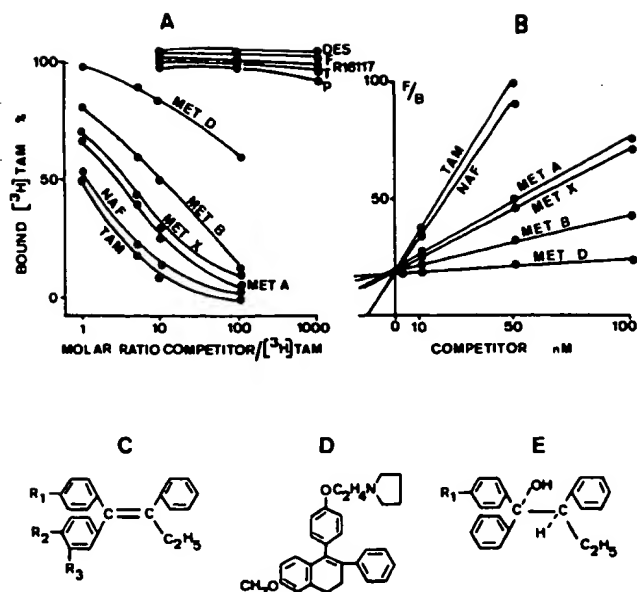 A
B
100
50
0
BOUND [³H]TAM %
DES
F
R16117
T
P
MET D
MET B
MET X
MET A
NAF
TAM
1
10
100
1000
MOLAR RATIO COMPETITOR/[³H]TAM
100
F/B
50
TAM
NAF
MET A
MET X
MET B
MET D
0
10
50
100
COMPETITOR nM
C
D
E
R₁
R₂
R₃
C₂H₅
OC₂H₄N
CH₃O
R₁
OH
C
C
H
C₂H₅